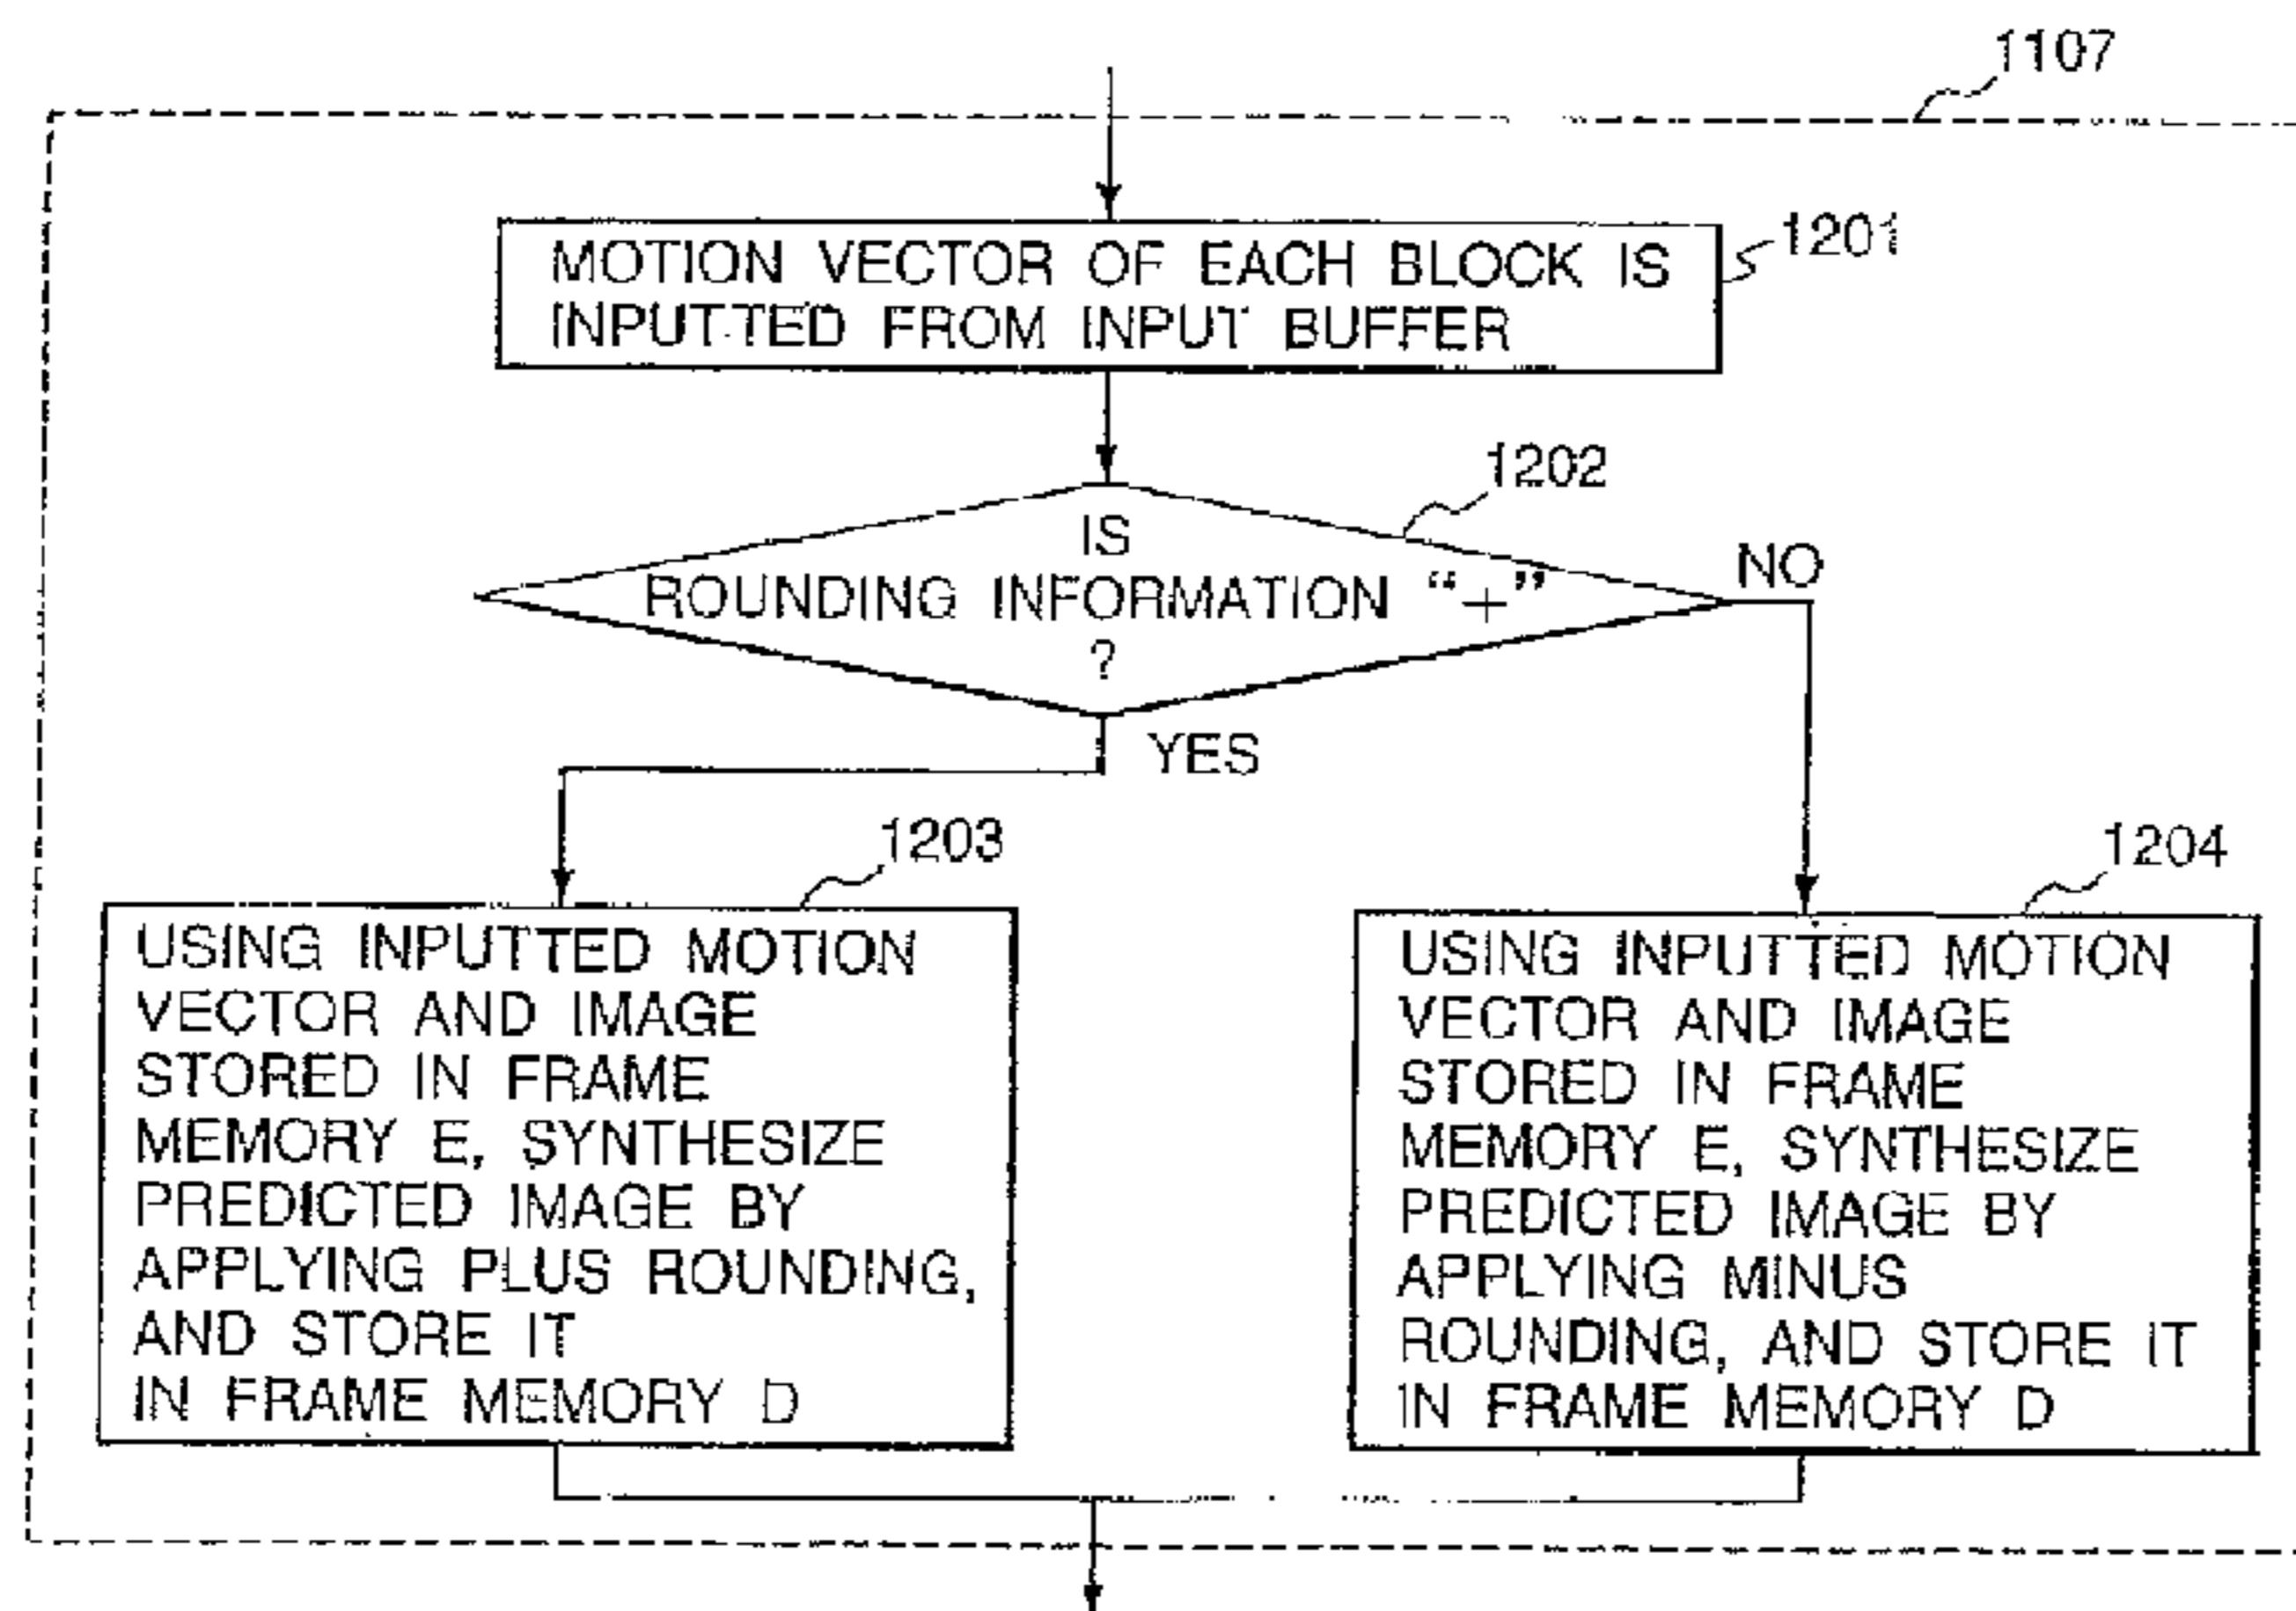 1107
MOTION VECTOR OF EACH BLOCK IS
INPUTTED FROM INPUT BUFFER
1201
1202
IS
ROUNDING INFORMATION “+”
?
NO
YES
1203
USING INPUTTED MOTION
VECTOR AND IMAGE
STORED IN FRAME
MEMORY E, SYNTHESIZE
PREDICTED IMAGE BY
APPLYING PLUS ROUNDING,
AND STORE IT
IN FRAME MEMORY D
1204
USING INPUTTED MOTION
VECTOR AND IMAGE
STORED IN FRAME
MEMORY E, SYNTHESIZE
PREDICTED IMAGE BY
APPLYING MINUS
ROUNDING, AND STORE IT
IN FRAME MEMORY D